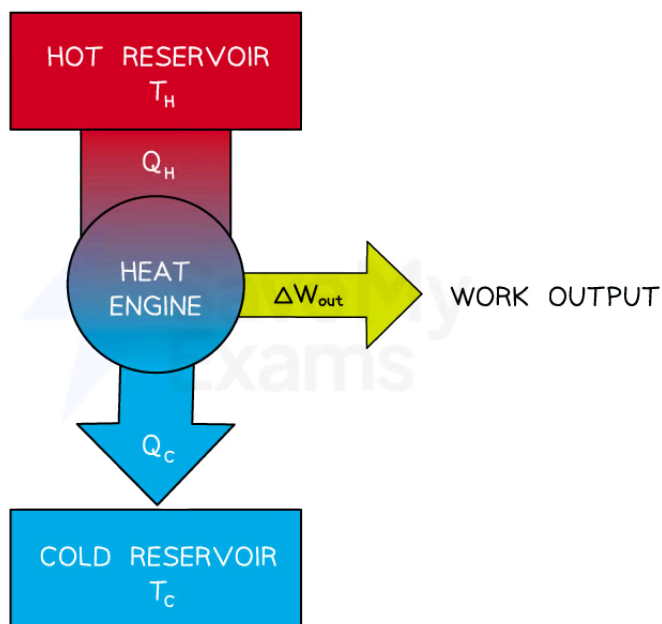 HOT RESERVOIR
T_H
Q_H
HEAT
ENGINE
ΔW_out
WORK OUTPUT
Q_C
COLD RESERVOIR
T_C